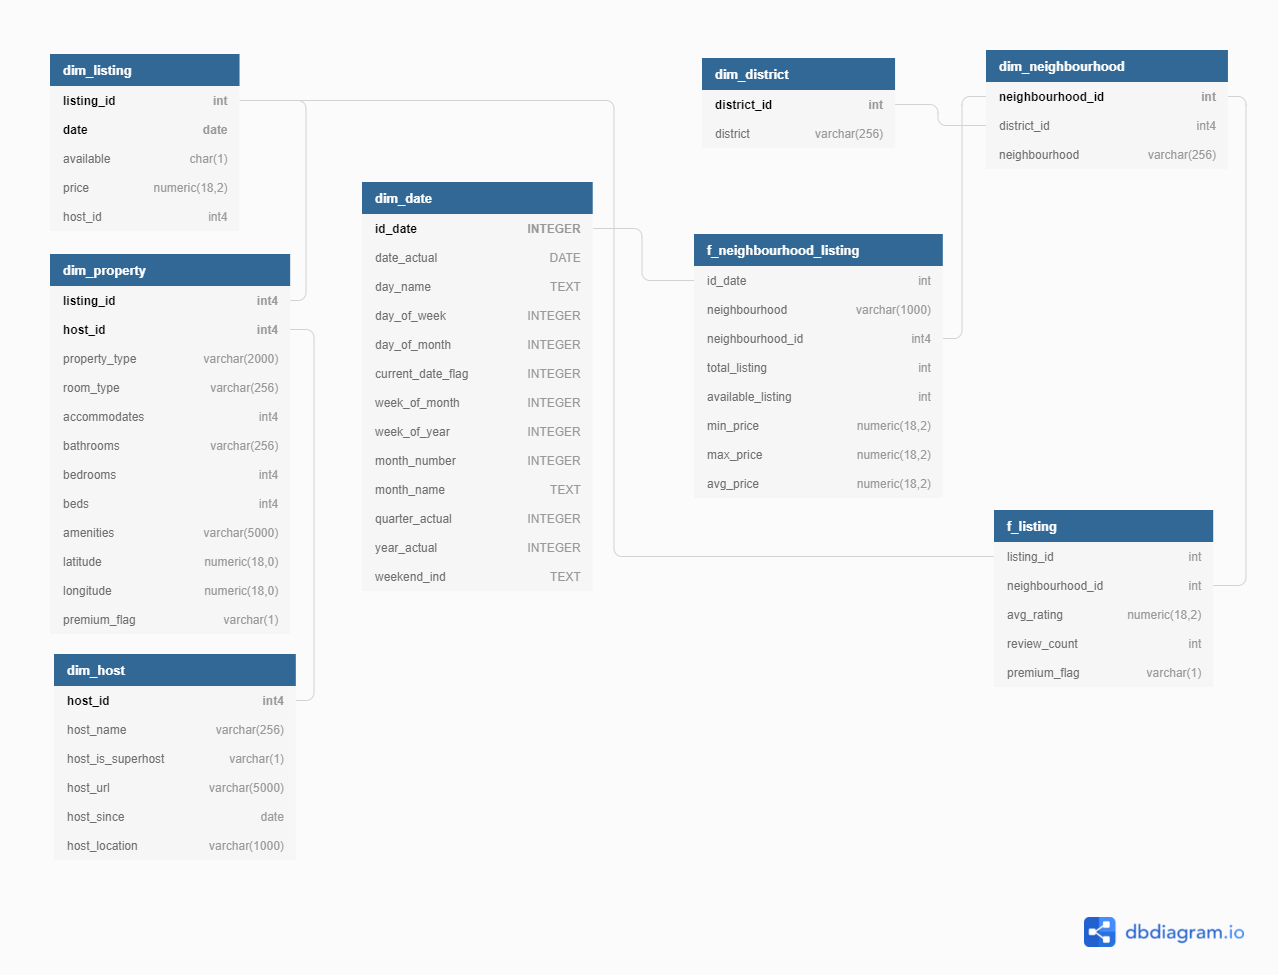 dim_listing
listing_id int
date date
available char(1)
price numeric(18,2)
host_id int4
dim_property
listing_id int4
host_id int4
property_type varchar(2000)
room_type varchar(256)
accommodates int4
bathrooms varchar(256)
bedrooms int4
beds int4
amenities varchar(5000)
latitude numeric(18,0)
longitude numeric(18,0)
premium_flag varchar(1)
dim_host
host_id int4
host_name varchar(256)
host_is_superhost varchar(1)
host_url varchar(5000)
host_since date
host_location varchar(1000)
dim_date
id_date INTEGER
date_actual DATE
day_name TEXT
day_of_week INTEGER
day_of_month INTEGER
current_date_flag INTEGER
week_of_month INTEGER
week_of_year INTEGER
month_number INTEGER
month_name TEXT
quarter_actual INTEGER
year_actual INTEGER
weekend_ind TEXT
dim_district
district_id int
district varchar(256)
dim_neighbourhood
neighbourhood_id int
district_id int4
neighbourhood varchar(256)
f_neighbourhood_listing
id_date int
neighbourhood varchar(1000)
neighbourhood_id int4
total_listing int
available_listing int
min_price numeric(18,2)
max_price numeric(18,2)
avg_price numeric(18,2)
f_listing
listing_id int
neighbourhood_id int
avg_rating numeric(18,2)
review_count int
premium_flag varchar(1)
dbdiagram.io